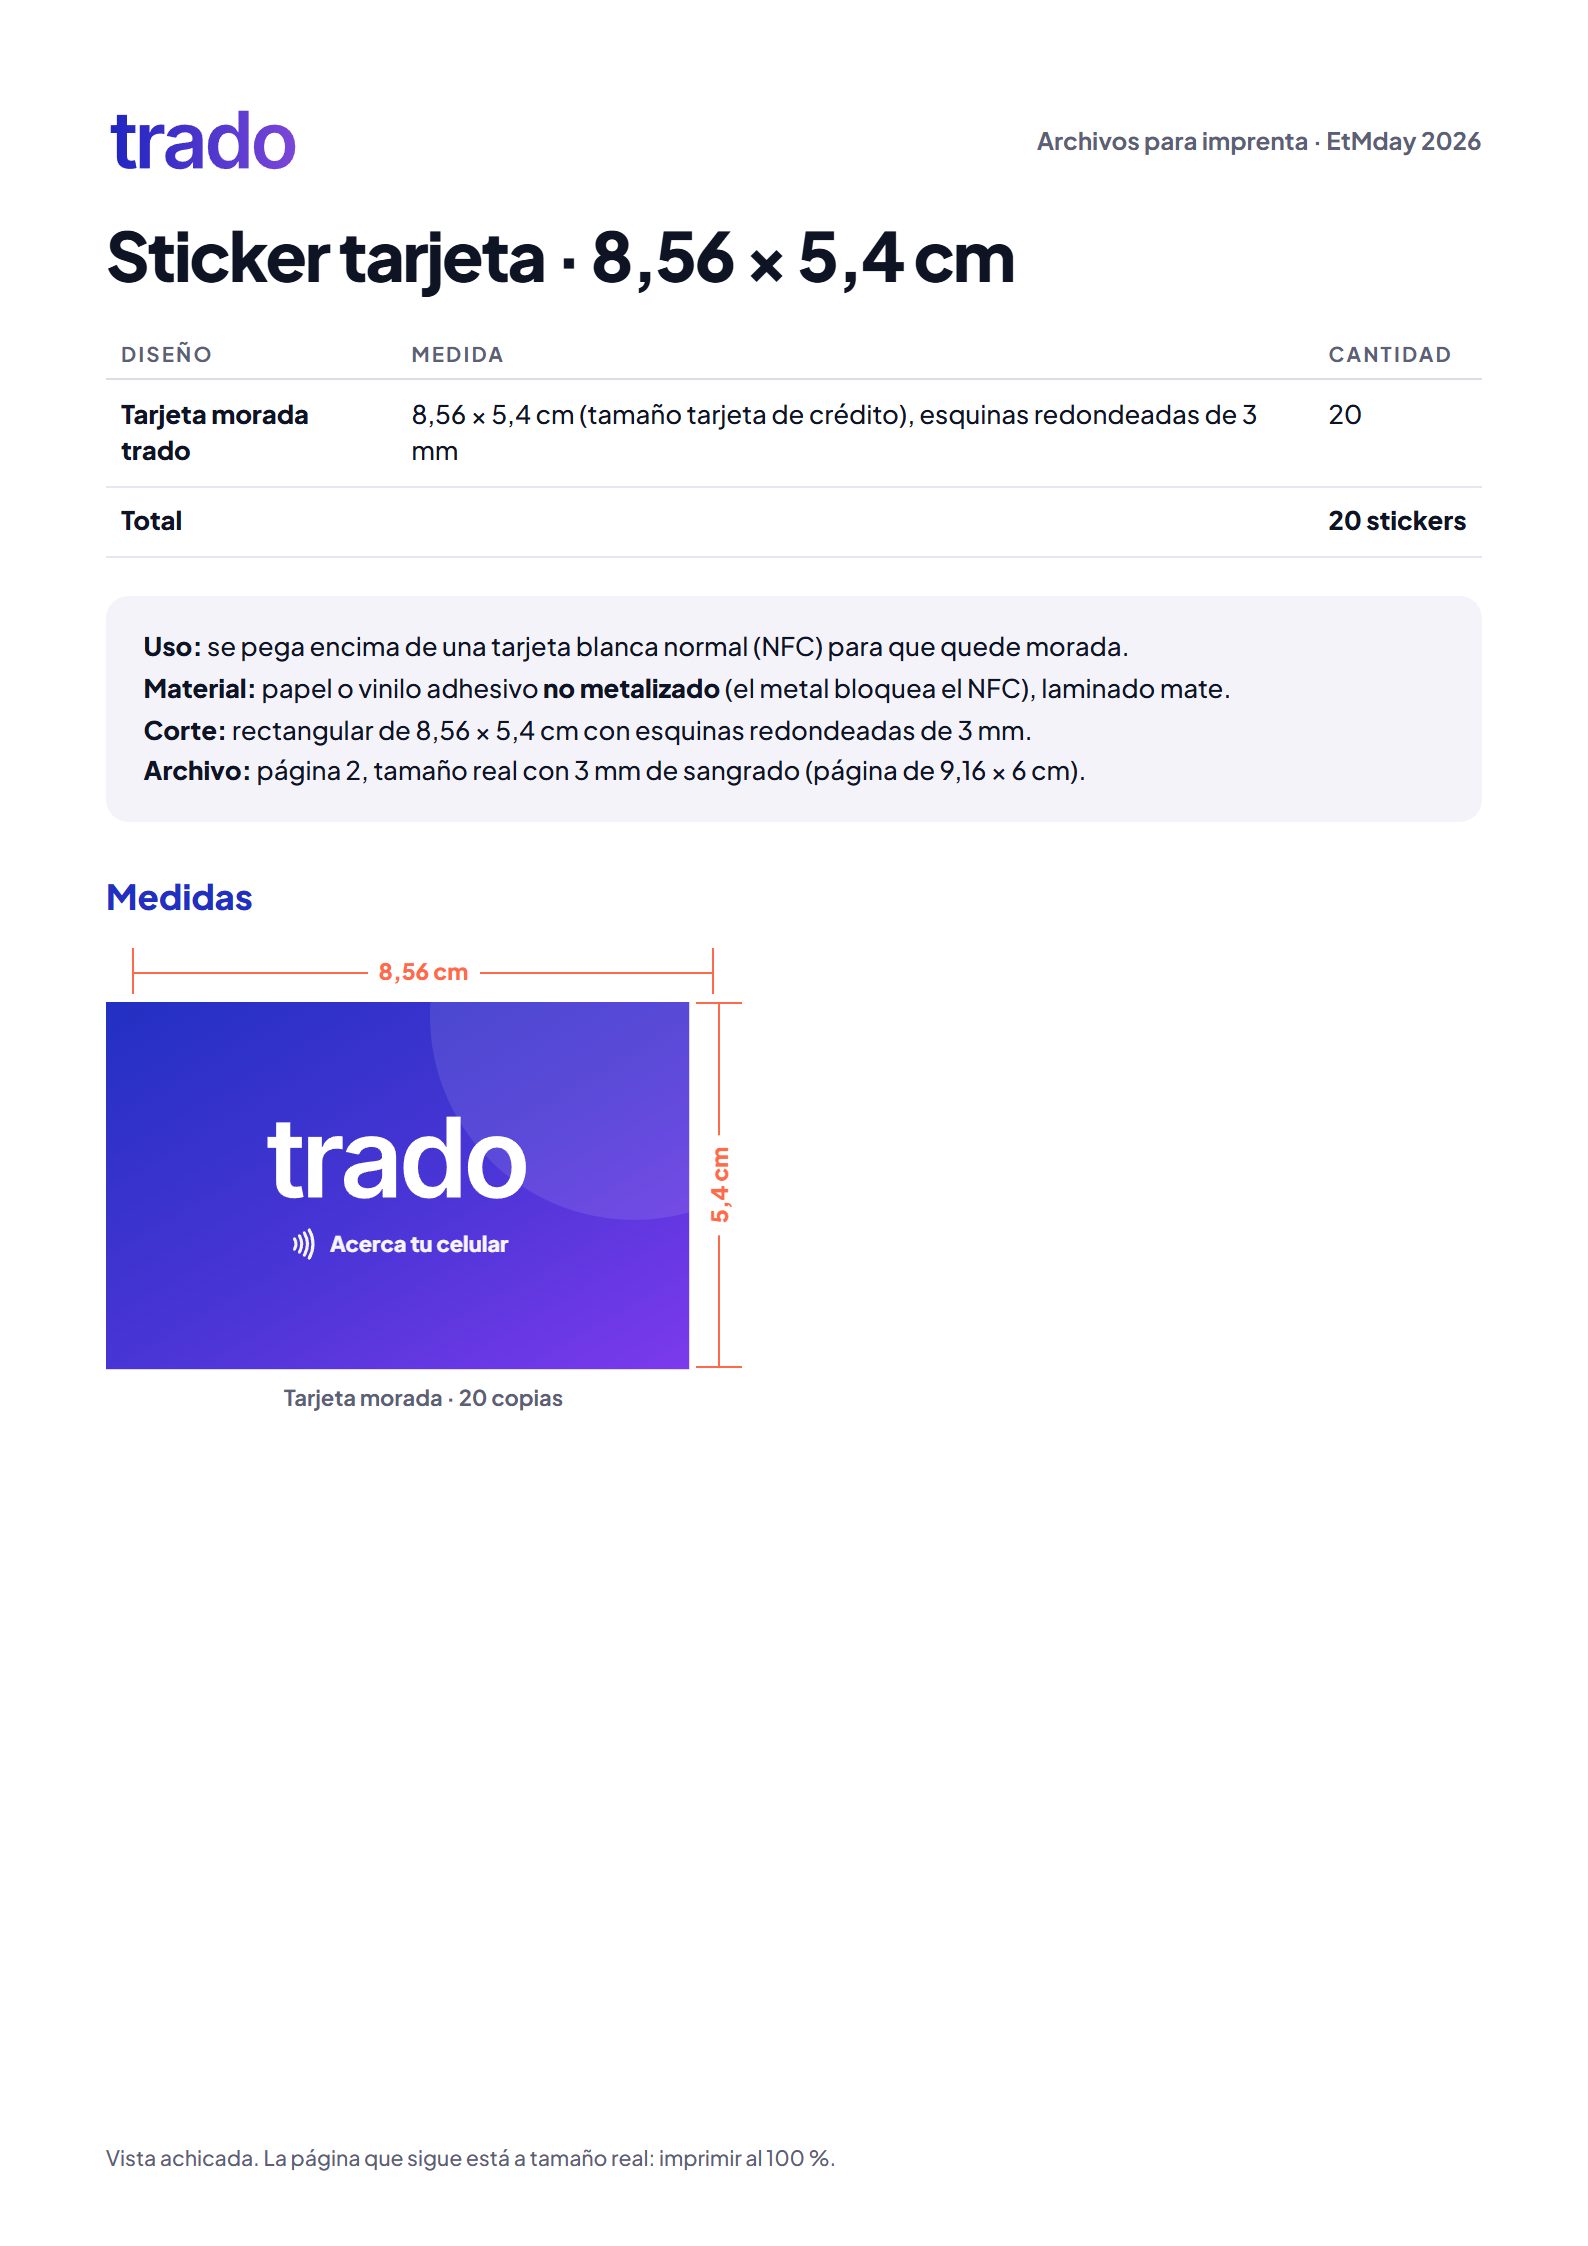 trado
Archivos para imprenta · EtMday 2026
Sticker tarjeta · 8,56 × 5,4 cm
DISEÑO MEDIDA CANTIDAD
Tarjeta morada 8,56 × 5,4 cm (tamaño tarjeta de crédito), esquinas redondeadas de 3 20
trado mm
Total 20 stickers
Uso: se pega encima de una tarjeta blanca normal (NFC) para que quede morada.
Material: papel o vinilo adhesivo no metalizado (el metal bloquea el NFC), laminado mate.
Corte: rectangular de 8,56 × 5,4 cm con esquinas redondeadas de 3 mm.
Archivo: página 2, tamaño real con 3 mm de sangrado (página de 9,16 × 6 cm).
Medidas
8,56 cm
trado
Acerca tu celular
5,4 cm
Tarjeta morada · 20 copias
Vista achicada. La página que sigue está a tamaño real: imprimir al 100 %.